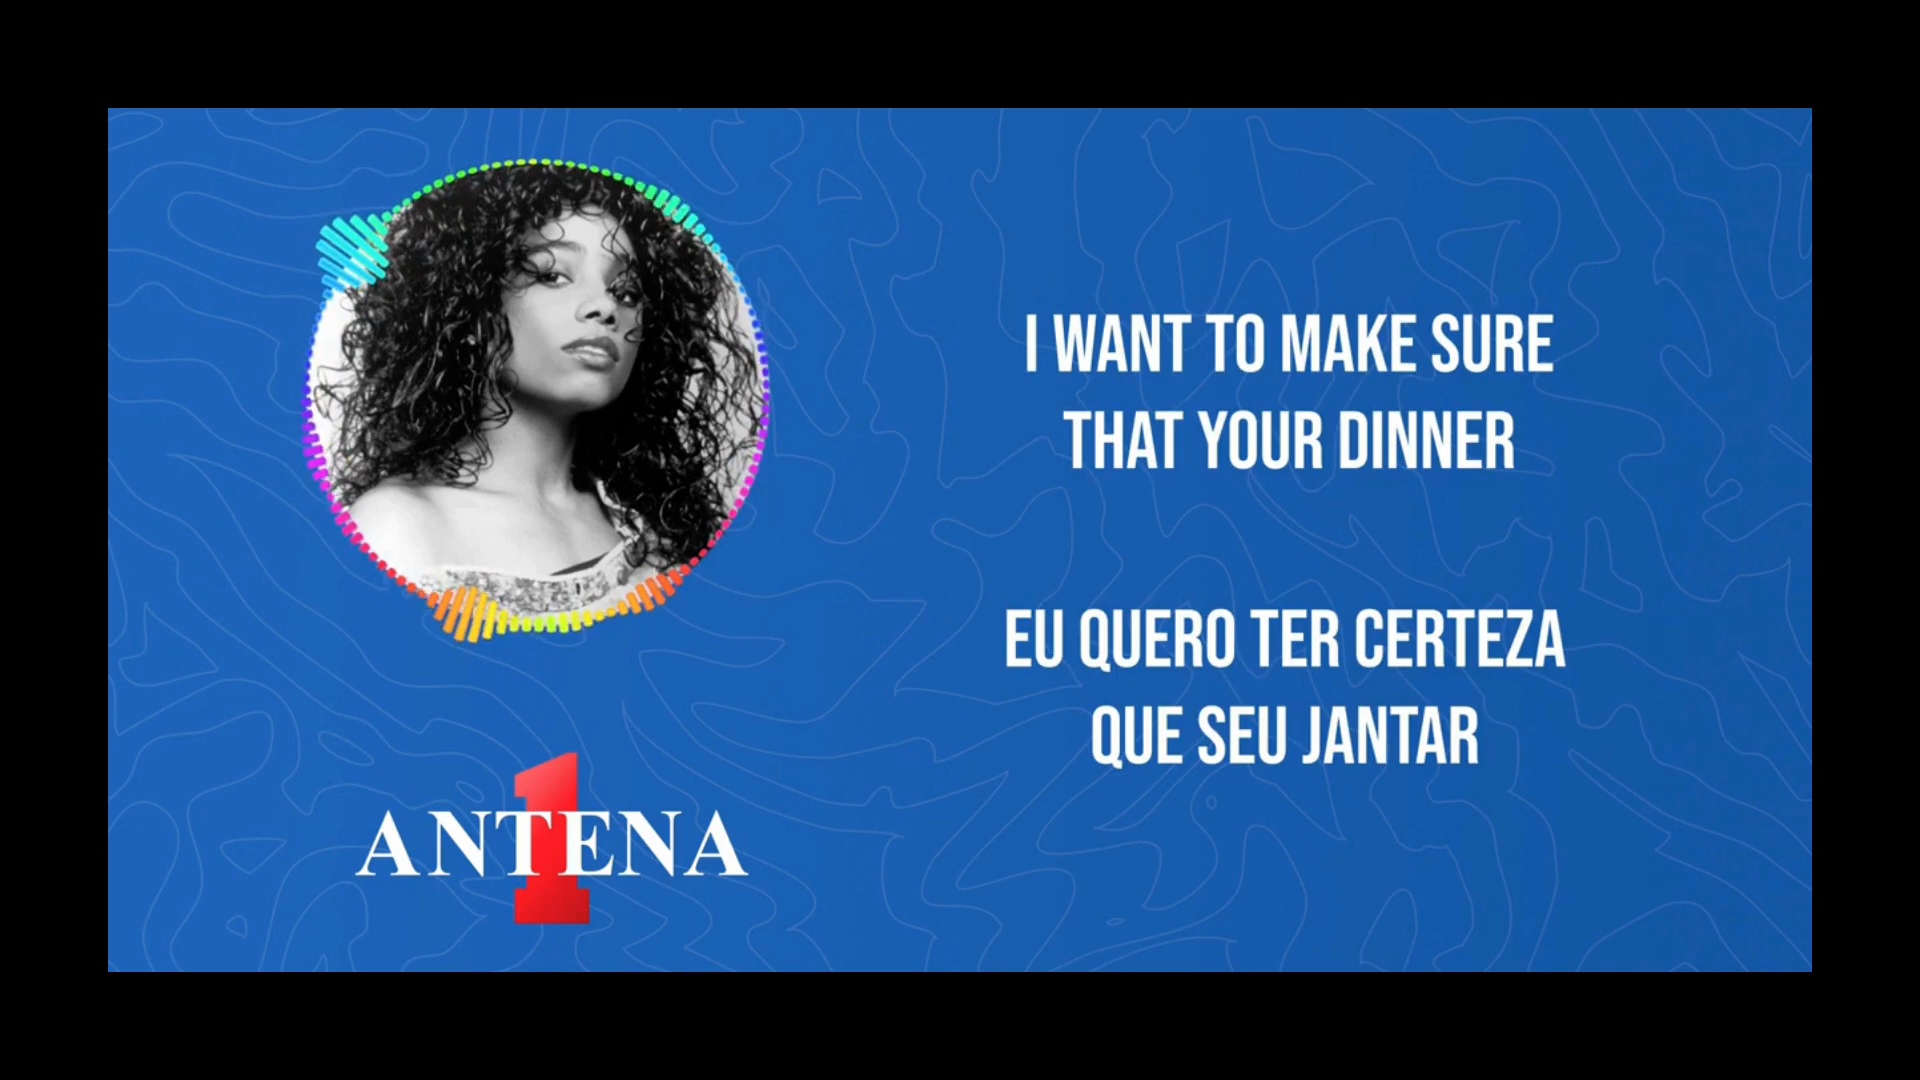 I WANT TO MAKE SURE
THAT YOUR DINNER
EU QUERO TER CERTEZA
QUE SEU JANTAR
ANTENA 1